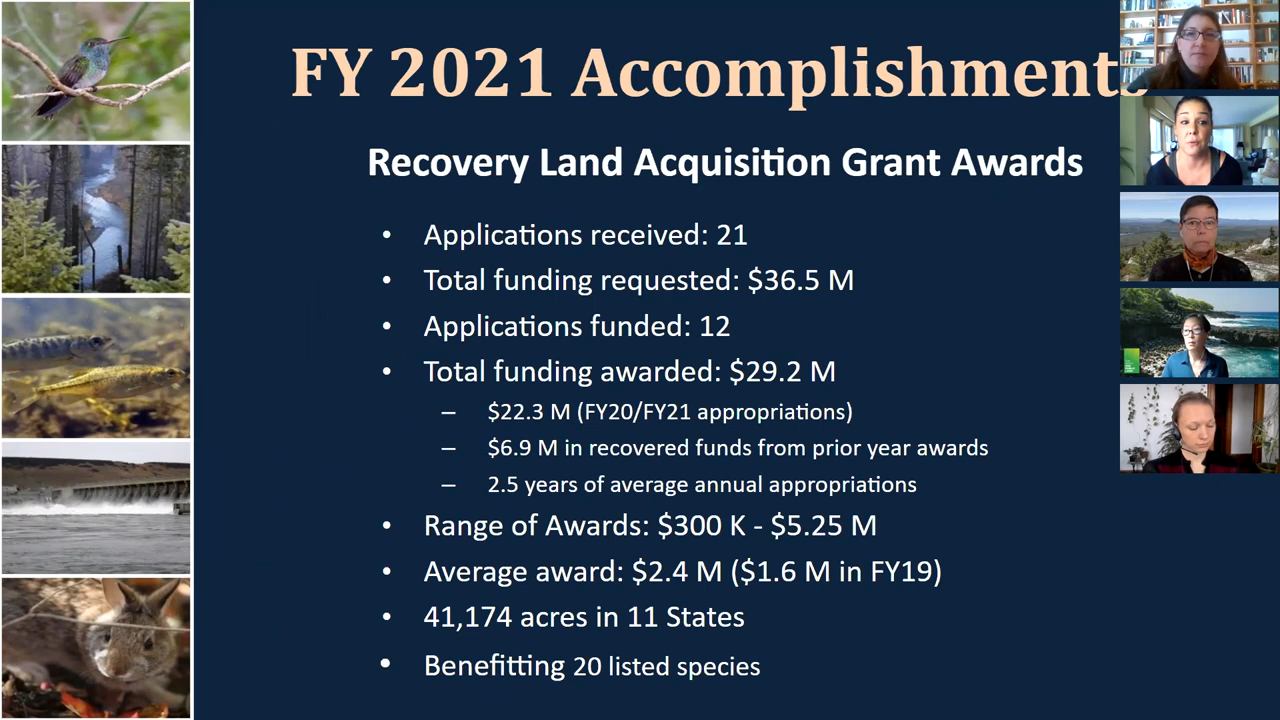 FY 2021 Accomplishments
Recovery Land Acquisition Grant Awards
• Applications received: 21
• Total funding requested: $36.5 M
• Applications funded: 12
• Total funding awarded: $29.2 M
– $22.3 M (FY20/FY21 appropriations)
– $6.9 M in recovered funds from prior year awards
– 2.5 years of average annual appropriations
• Range of Awards: $300 K - $5.25 M
• Average award: $2.4 M ($1.6 M in FY19)
• 41,174 acres in 11 States
• Benefitting 20 listed species